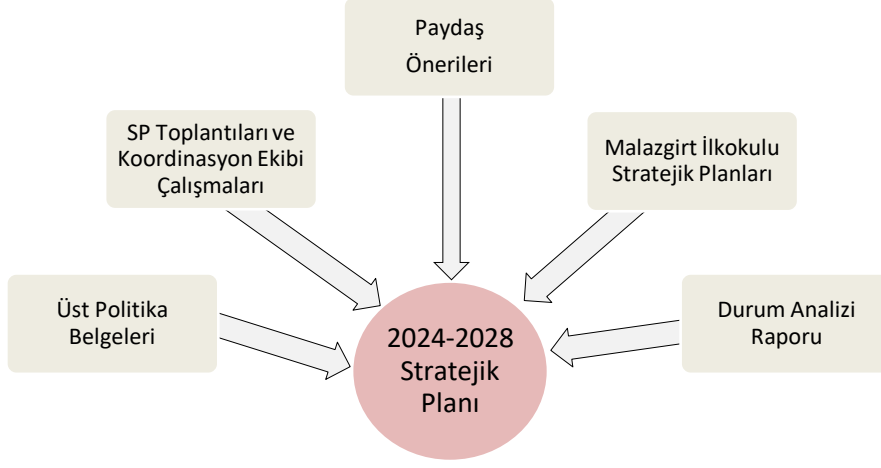 Paydaş
Önerileri
SP Toplantıları ve
Koordinasyon Ekibi
Çalışmaları
Malazgirt İlkokulu
Stratejik Planları
Üst Politika
Belgeleri
Durum Analizi
Raporu
2024-2028
Stratejik
Planı